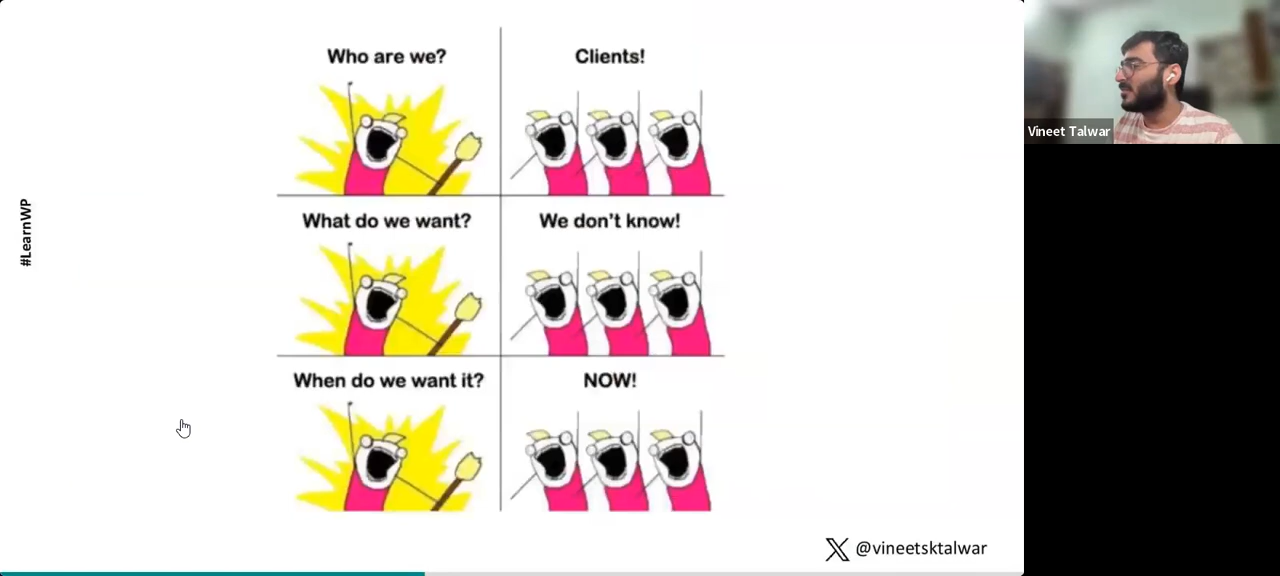 Who are we?
Clients!
What do we want?
We don't know!
When do we want it?
NOW!
#LearnWP
@vineetsktalwar
Vineet Talwar